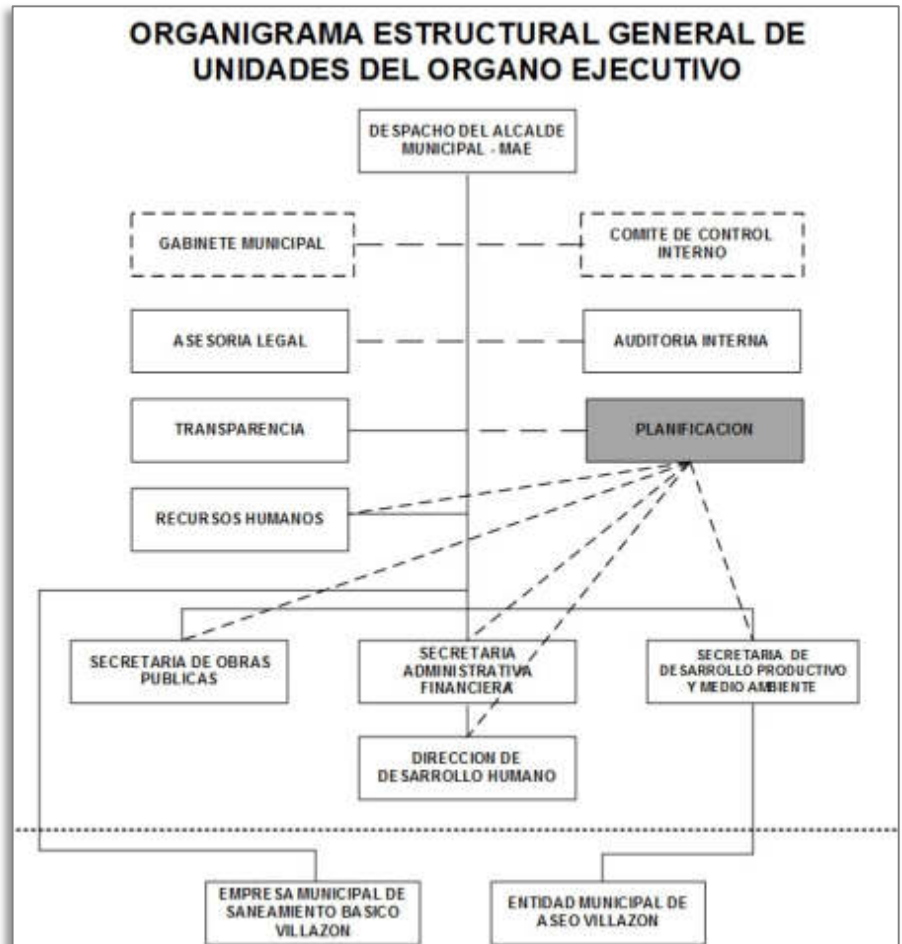 ORGANIGRAMA ESTRUCTURAL GENERAL DE
UNIDADES DEL ORGANO EJECUTIVO
DESPACHO DEL ALCALDE
MUNICIPAL - MAE
GABINETE MUNICIPAL
COMITE DE CONTROL
INTERNO
ASESORIA LEGAL
AUDITORIA INTERNA
TRANSPARENCIA
PLANIFICACION
RECURSOS HUMANOS
SECRETARIA DE OBRAS
PUBLICAS
SECRETARIA
ADMINISTRATIVA
FINANCIERA
SECRETARIA DE
DESARROLLO PRODUCTIVO
Y MEDIO AMBIENTE
DIRECCION DE
DESARROLLO HUMANO
EMPRESA MUNICIPAL DE
SANEAMIENTO BASICO
VILLAZON
ENTIDAD MUNICIPAL DE
ASEO VILLAZON